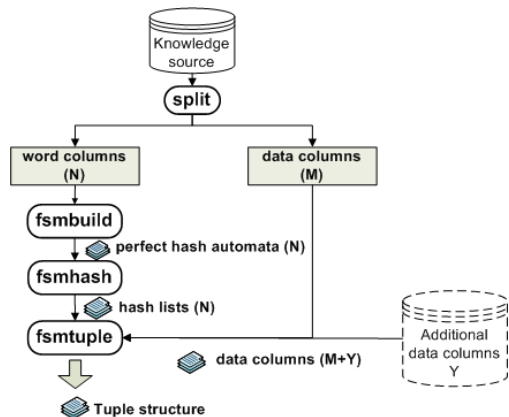 Knowledge
source
split
word columns
(N)
data columns
(M)
fsmbuild
perfect hash automata (N)
fsmhash
hash lists (N)
fsmtuple
data columns (M+Y)
Additional
data columns
Y
Tuple structure